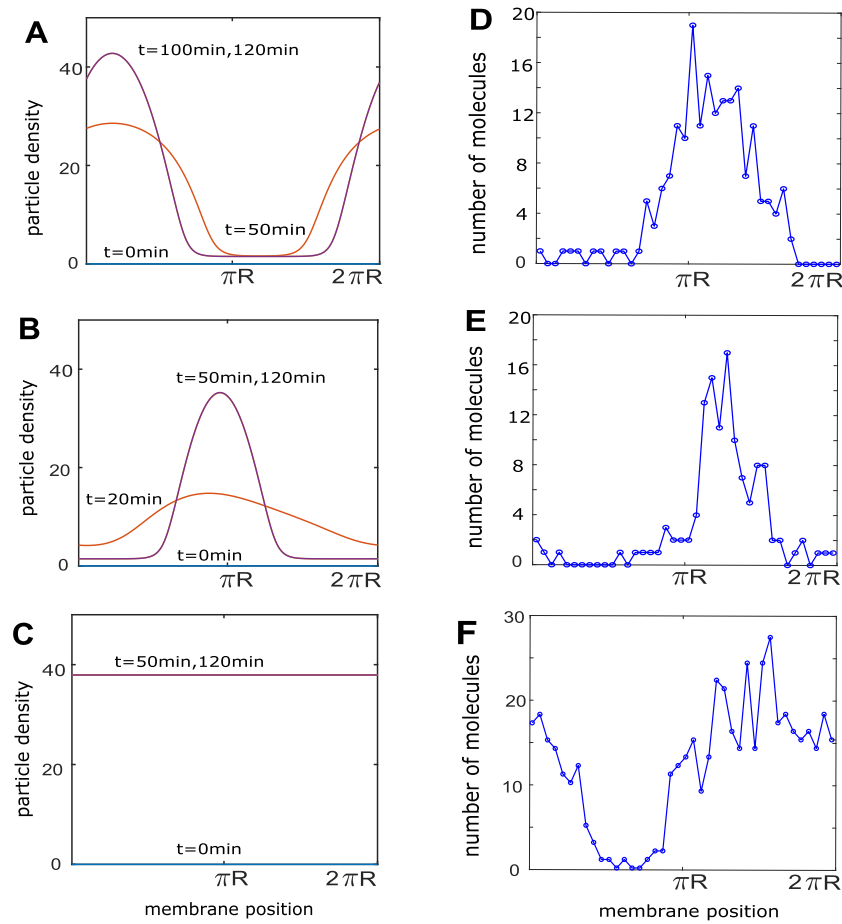 A
t=100min,120min
particle density
40
20
0
t=50min
t=0min
πR
2πR
B
t=50min,120min
particle density
40
20
0
t=20min
t=0min
πR
2πR
C
t=50min,120min
particle density
40
20
0
t=0min
πR
2πR
membrane position
D
number of molecules
20
16
12
8
4
0
πR
2πR
E
number of molecules
20
16
12
8
4
0
πR
2πR
F
number of molecules
30
20
10
0
πR
2πR
membrane position